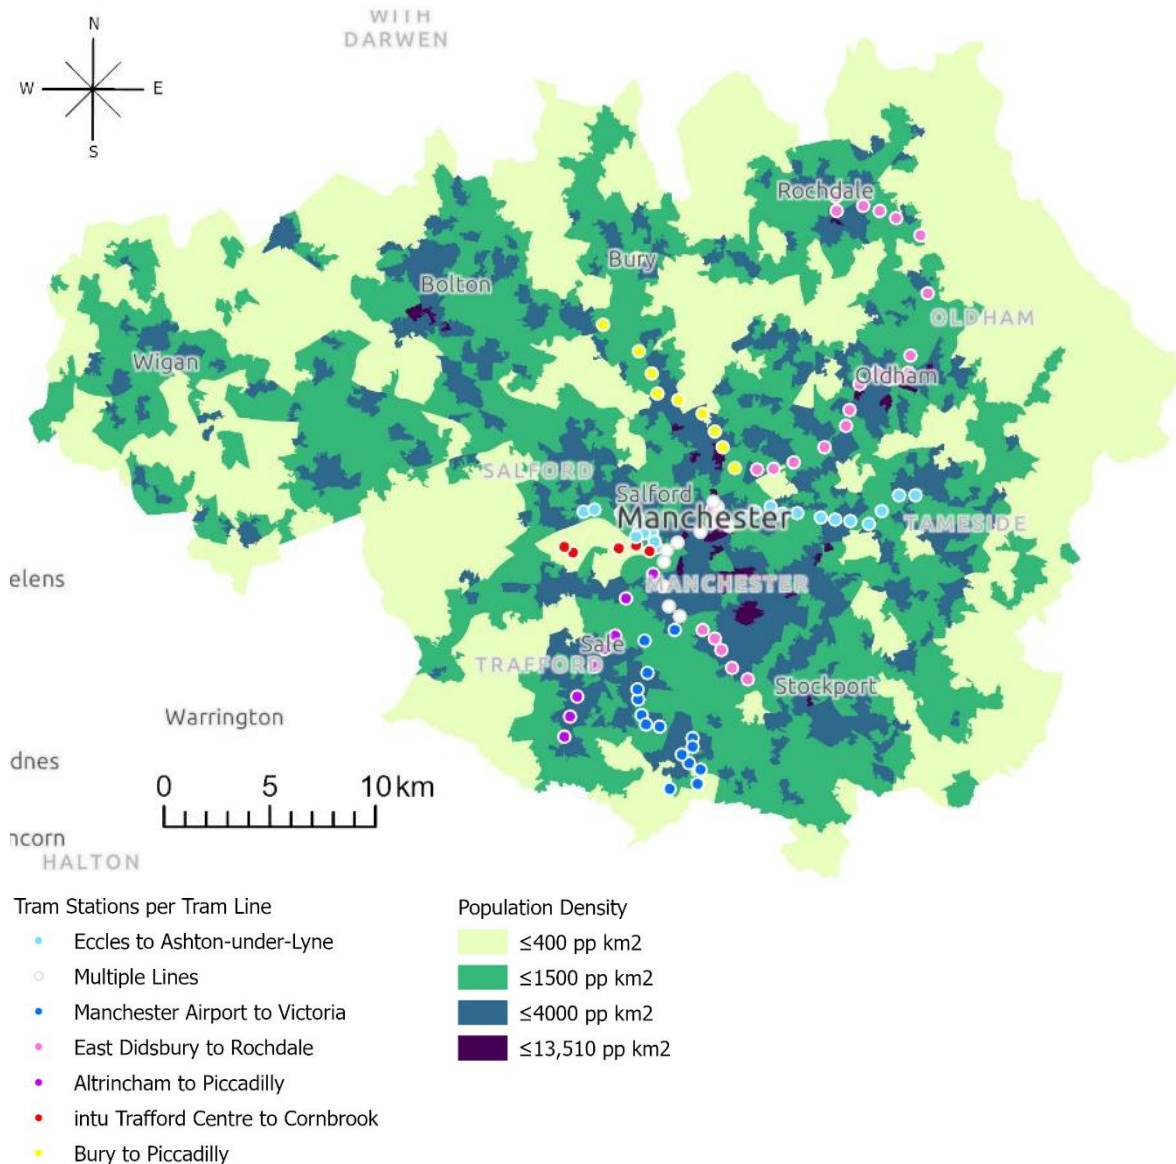 WITH
DARWEN
N
W E
S
Rochdale
Bury
Bolton
OLDHAM
Wigan
Oldham
SALFORD
Salford
Manchester
TAMESIDE
elens
MANCHESTER
Sale
TRAFFORD
Stockport
Warrington
dnes
0 5 10 km
ncorn
HALTON
Tram Stations per Tram Line
Eccles to Ashton-under-Lyne
Multiple Lines
Manchester Airport to Victoria
East Didsbury to Rochdale
Altrincham to Piccadilly
intu Trafford Centre to Cornbrook
Bury to Piccadilly
Population Density
≤400 pp km2
≤1500 pp km2
≤4000 pp km2
≤13,510 pp km2